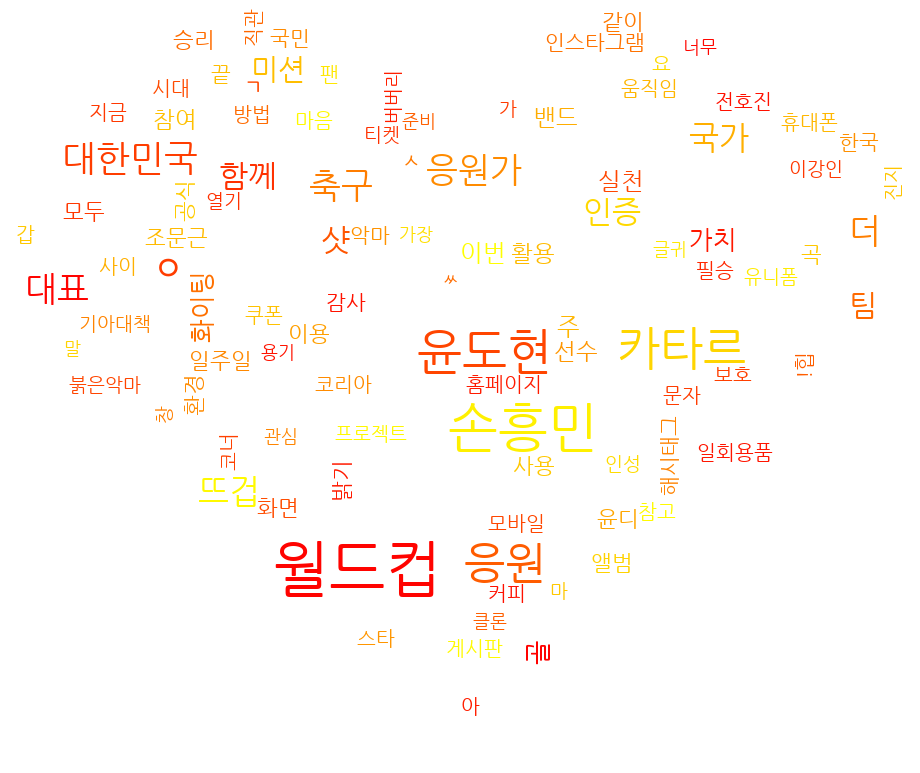 같이
직관
승리
국민
인스타그램
너무
미션
끝
팬
요
ㄱ
시대
버버리
움직임
전호진
지금
참여
방법
마음
티켓
준비
가
밴드
국가
휴대폰
한국
대한민국
함께
축구
ㅅ
응원가
실천
이강인
진지
모두
공식
열기
인증
갑
조문근
샷
악마
가장
이번
활용
글귀
가치
곡
더
대표
사이
ㅇ
화이팅
ㅆ
필승
유니폼
감사
팀
기아대책
쿠폰
이용
주
말
일주일
용기
윤도현
선수
카타르
힙!
붉은악마
환경
코리아
홈페이지
보호
문자
창
코너
관심
프로젝트
손흥민
해시태그
일회용품
뜨겁
밝기
사용
인성
화면
모바일
윤디
참고
월드컵
응원
앨범
커피
마
클론
스타
게시판
골
아